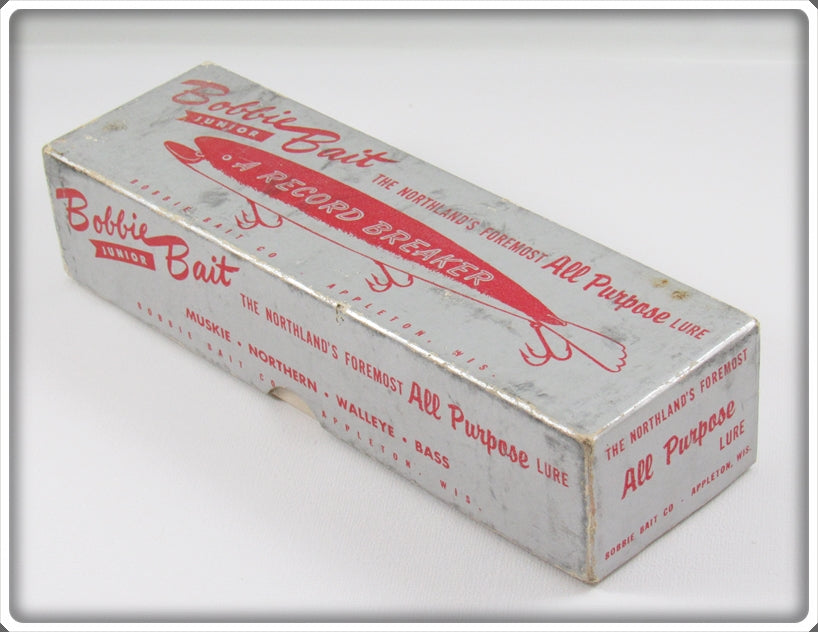 Bobbie
JUNIOR
Bait
THE NORTHLAND'S FOREMOST All Purpose LURE
A RECORD BREAKER
BOBBIE BAIT CO
APPLETON, WIS.
Bobbie
JUNIOR
Bait
THE NORTHLAND'S FOREMOST All Purpose LURE
MUSKIE • NORTHERN • WALLEYE • BASS
BOBBIE BAIT CO
APPLETON, WIS.
THE NORTHLAND'S FOREMOST
All Purpose
LURE
BOBBIE BAIT CO · APPLETON, WIS.